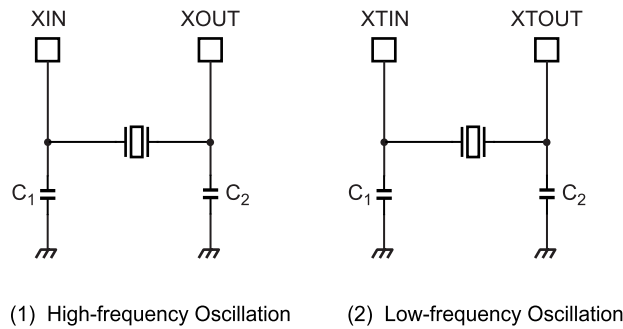 XIN XOUT XTIN XTOUT
C1 C2 C1 C2
(1) High-frequency Oscillation (2) Low-frequency Oscillation